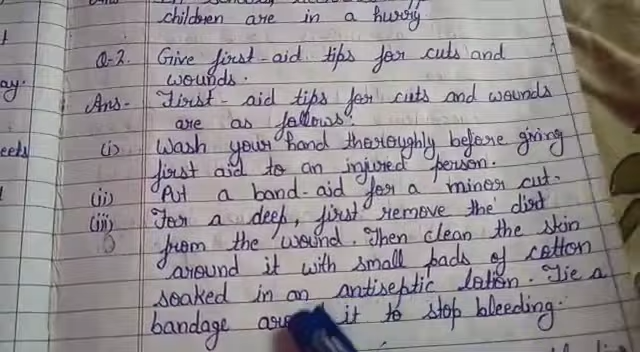 children are in a hurry
ay.
Q-2. Give first-aid tips for cuts and
wounds.
Ans- First-aid tips for cuts and wounds
are as follows:
eeds (i) Wash your hand thoroughly before giving
first aid to an injured person.
(ii) Put a band-aid for a minor cut.
(iii) For a deep, first remove the dirt
from the wound. Then clean the skin
around it with small pads of cotton
soaked in an antiseptic lotion. Tie a
bandage it to stop bleeding.